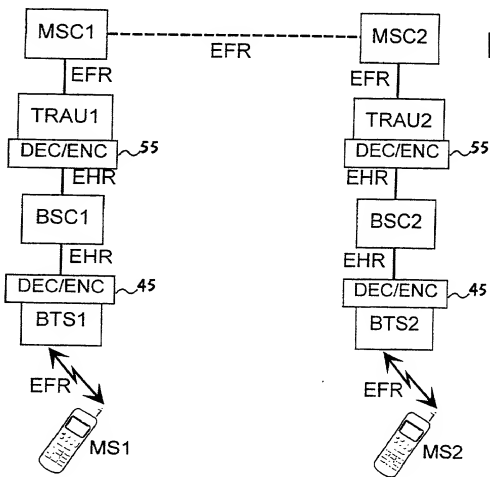 MSC1
EFR
MSC2
EFR
EFR
TRAU1
TRAU2
DEC/ENC 55
DEC/ENC 55
EHR
EHR
BSC1
BSC2
EHR
EHR
DEC/ENC 45
DEC/ENC 45
BTS1
BTS2
EFR
EFR
MS1
MS2